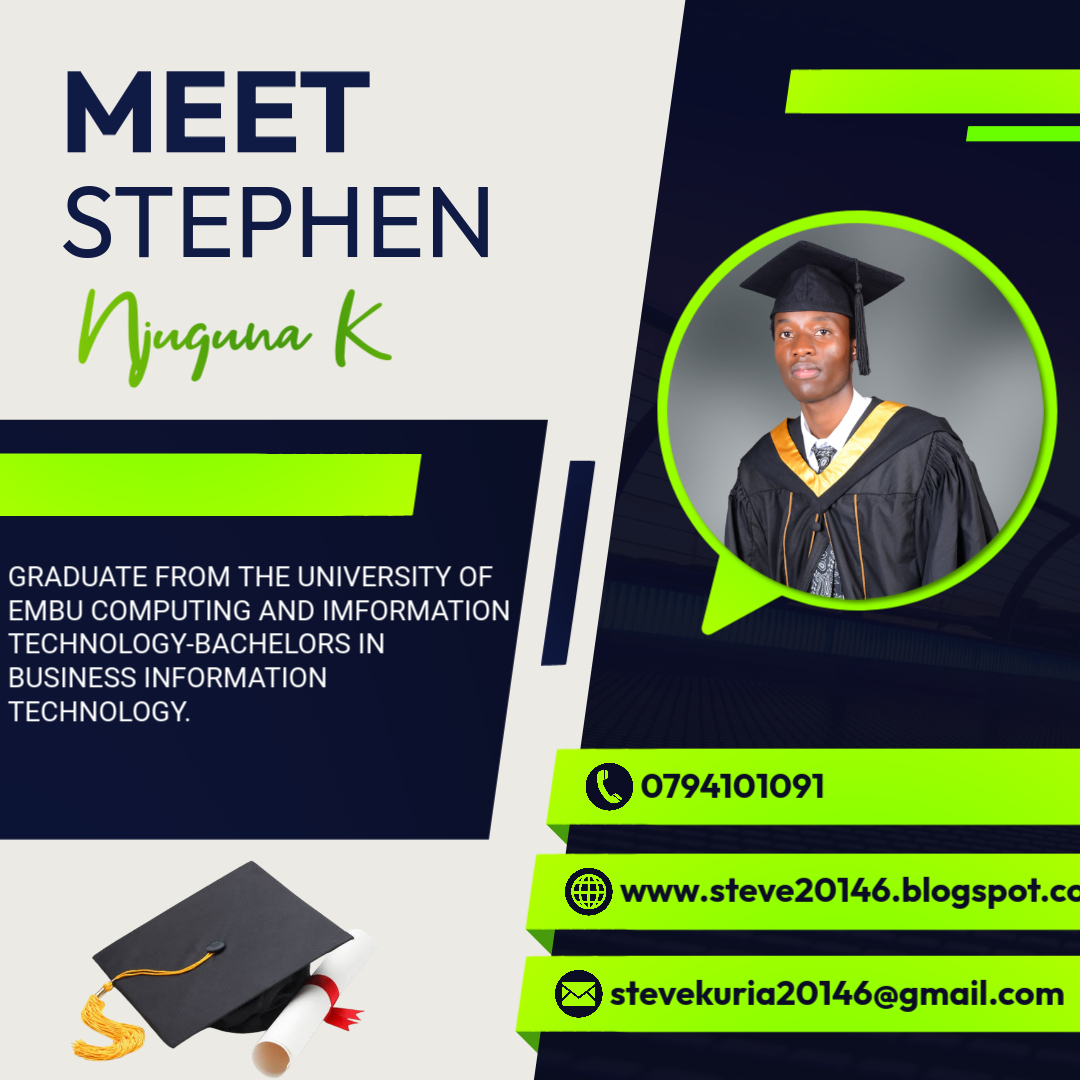 MEET
STEPHEN
Njuguna K
GRADUATE FROM THE UNIVERSITY OF
EMBU COMPUTING AND IMFORMATION
TECHNOLOGY-BACHELORS IN
BUSINESS INFORMATION
TECHNOLOGY.
0794101091
www.steve20146.blogspot.co
stevekuria20146@gmail.com